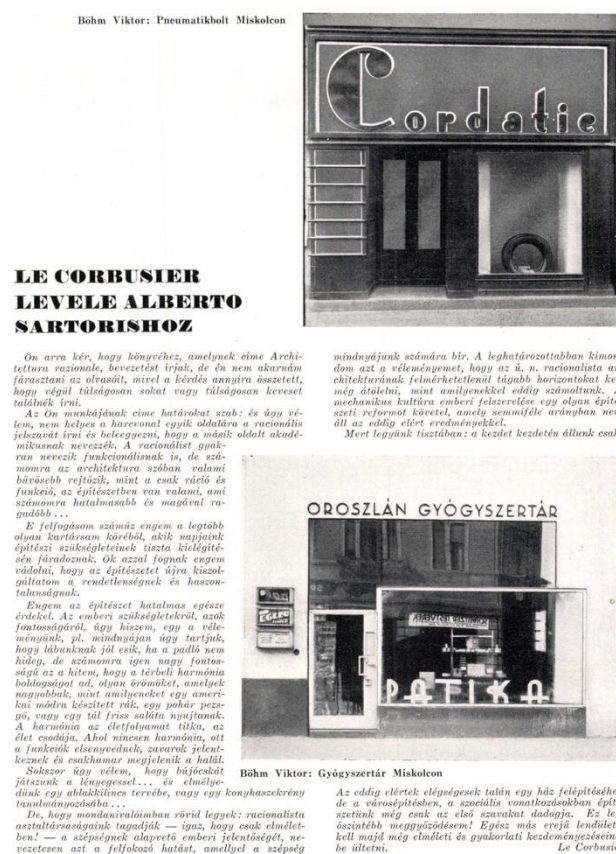 Böhm Viktor: Pneumatikbolt Miskolcon
Cordatic
LE CORBUSIER
LEVELE ALBERTO
SARTORISHOZ
Ön arra kér, hogy könyvéhez, amelynek címe Archi-
tettura razionale, bevezetést írjak, de én nem akarnám
fárasztani az olvasóit, mivel a kérdés annyira összetett,
hogy végül túlságosan sokat vagy túlságosan keveset
találnék írni.
Az Ön munkájának címe határokat szab: és úgy vé-
lem, nem helyes a harcvonal egyik oldalára a racionális
jelszavát írni és beleegyezni, hogy a másik oldalt akadé-
mikusnak nevezzék. A racionálist gyak-
ran nevezik funkcionálisnak is, de szá-
momra az architektura szóban valami
bűvösebb rejtőzik, mint a csak ráció és
funkció, az építészetben van valami, ami
számomra hatalmasabb és magával ra-
gadóbb ...
E felfogásom száműz engem a legtöbb
olyan kartársam köréből, akik napjaink
építészi szükségleteinek tiszta kielégíté-
sén fáradoznak. Ők azzal fognak engem
vádolni, hogy az építészetet újra kiszol-
gáltatom a rendetlenségnek és haszon-
talanságnak.
Engem az építészet hatalmas egésze
érdekel. Az emberi szükségletekről, azok
fontosságáról, úgy hiszem, egy a véle-
ményünk, pl. mindnyájan úgy tartjuk,
hogy lábunknak jól esik, ha a padló nem
hideg, de számomra igen nagy fontos-
ságú az a hitem, hogy a térbeli harmónia
boldogságot ad, olyan örömöket, amelyek
nagyobbak, mint amilyeneket egy ameri-
kai módra készített rák, egy pohár pezs-
gő, vagy egy tál friss saláta nyujtanak.
A harmónia az életfolyamat titka, az
élet csodája. Ahol nincsen harmónia, ott
a funkciók elsenyvednek, zavarok jelent-
keznek és csakhamar megjelenik a halál.
Sokszor úgy vélem, hogy bújócskát
játszunk a lényegessel ... és elmélye-
dünk egy ablakkilincs tervébe, vagy egy konyhaszekrény
tanulmányozásába ...
De, hogy mondanivalóimban rövid legyek: racionalista
asztaltársaságaink tagadják — igaz, hogy csak elmélet-
ben! — a szépségnek alapvető emberi jelentőségét, ne-
vezetesen azt a felfokozó hatást, amellyel a szépség
mindnyájunk számára bír. A leghatározottabban kimon
dom azt a véleményemet, hogy az ú. n. racionalista ar
chitekturának felmérhetetlenül tágabb horizontokat ke
még átölelni, mint amilyenekkel eddig számoltunk. A
mechanikus kultúra emberi felszerelése egy olyan épít
szeti reformot követel, amely semmiféle arányban nem
áll az eddig elért eredményekkel.
Mert legyünk tisztában: a kezdet kezdetén állunk csak
OROSZLÁN GYÓGYSZERTÁR
PATIKA
Böhm Viktor: Gyógyszertár Miskolcon
Az eddig elértek elégségesek talán egy ház felépítéséhe
de a városépítésben, a szociális vonatkozásokban épít
szetünk még csak az első szavakat dadogja. Ez le
őszintébb meggyőződésem! Egész más erejű lendület
kell majd még elméleti és gyakorlati kezdeményezésein
be ültetni.
Le Corbusi